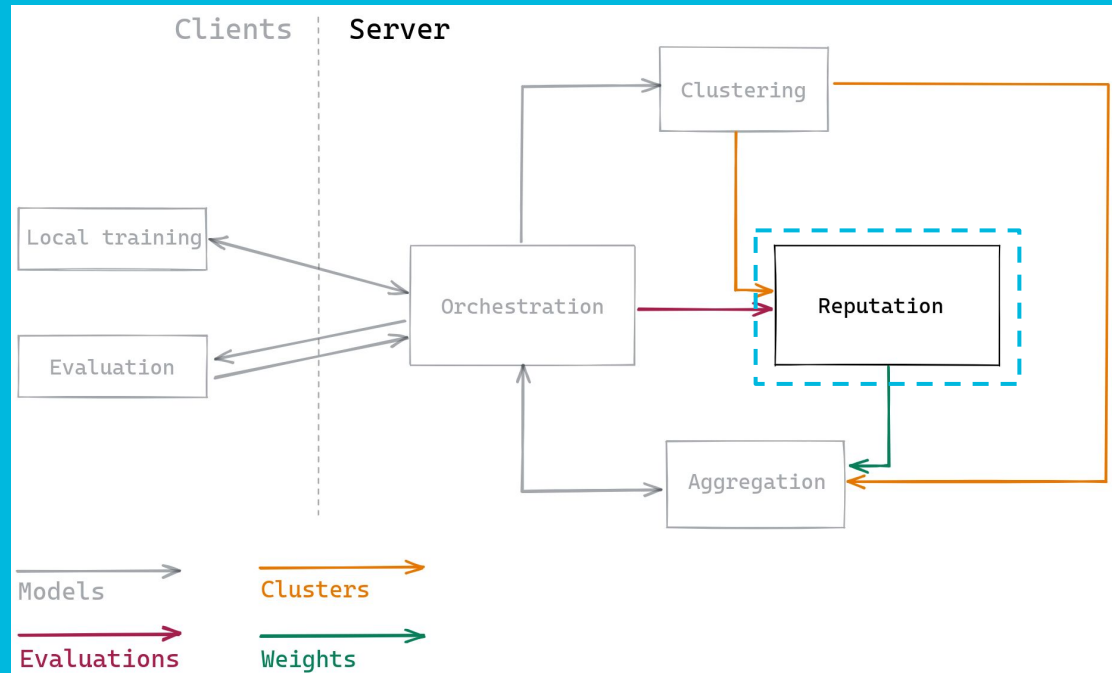 Clients
Server
Clustering
Local training
Orchestration
Reputation
Evaluation
Aggregation
Models
Clusters
Evaluations
Weights